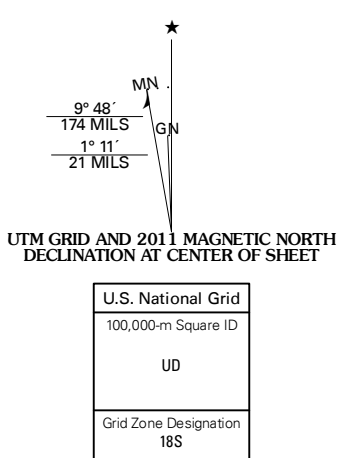 ★
MN
9° 48´
174 MILS
GN
1° 11´
21 MILS
UTM GRID AND 2011 MAGNETIC NORTH
DECLINATION AT CENTER OF SHEET
U.S. National Grid
100,000-m Square ID
UD
Grid Zone Designation
18S